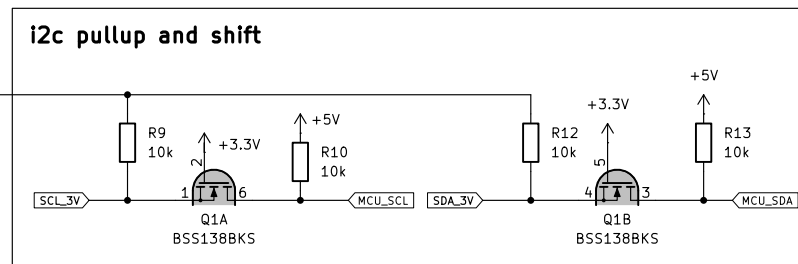 i2c pullup and shift
+5V
+3.3V
+5V
R9
10k
2
+3.3V
R10
10k
R12
10k
5
R13
10k
SCL_3V
1
6
MCU_SCL
SDA_3V
4
3
MCU_SDA
Q1A
BSS138BKS
Q1B
BSS138BKS